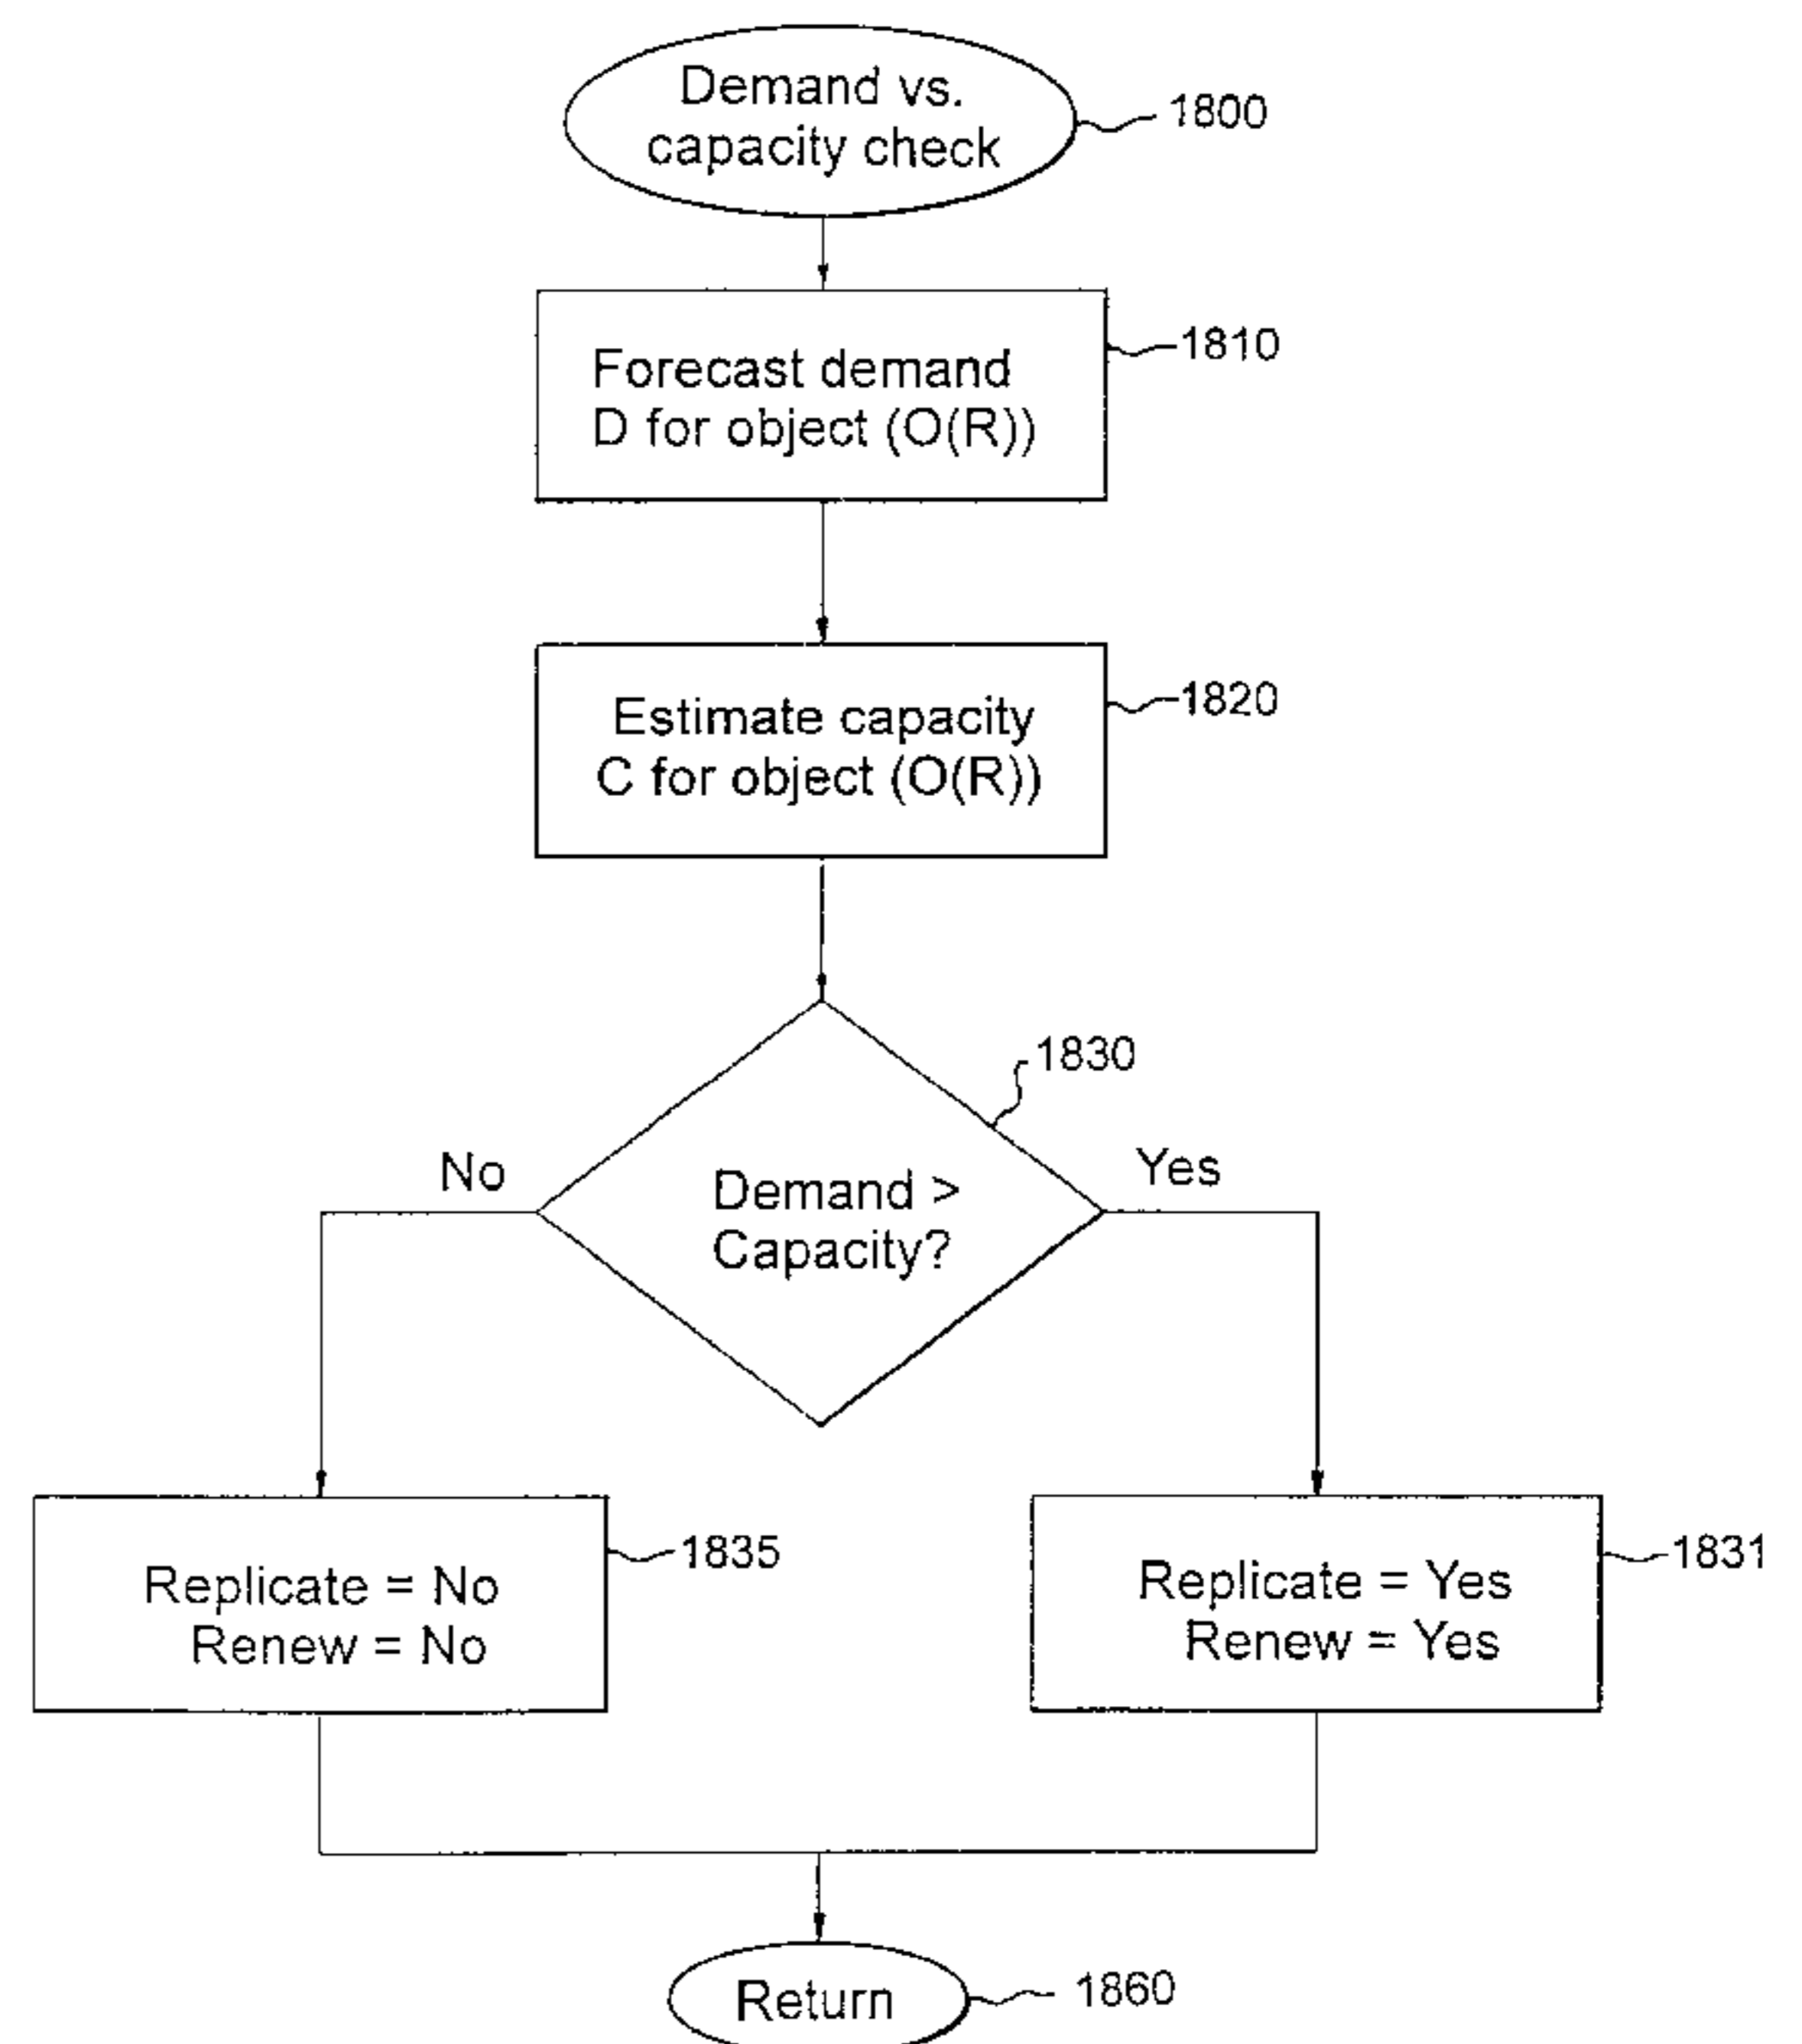 Demand vs.
capacity check
1800
Forecast demand
D for object (O(R))
1810
Estimate capacity
C for object (O(R))
1820
1830
No
Demand >
Capacity?
Yes
Replicate = No
Renew = No
1835
Replicate = Yes
Renew = Yes
1831
Return
1860